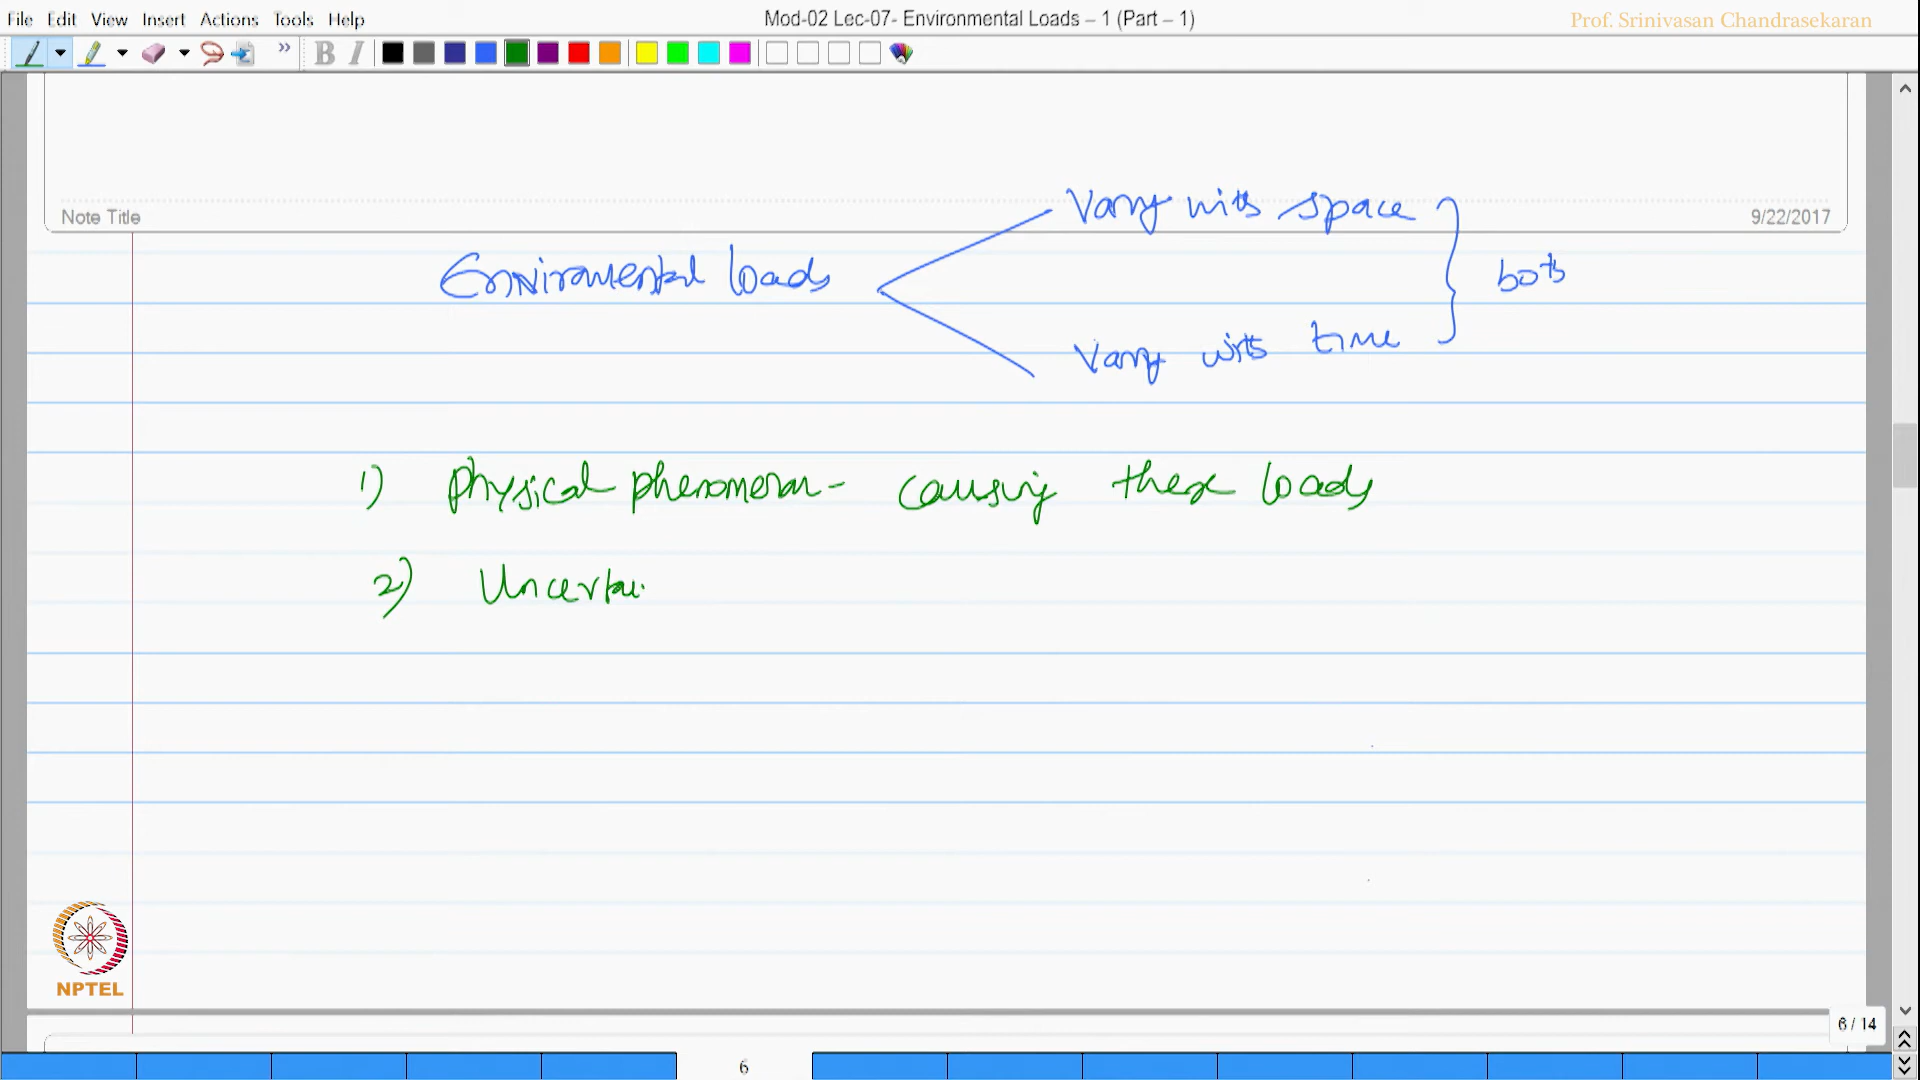 File Edit View Insert Actions Tools Help
Mod-02 Lec-07- Environmental Loads – 1 (Part – 1)
Prof. Srinivasan Chandrasekaran
B I
Note Title
9/22/2017
Vary with space
Environmental loads
both
Vary with time
1) Physical phenomena - causing these loads
2) Uncertai
NPTEL
6 / 14
6